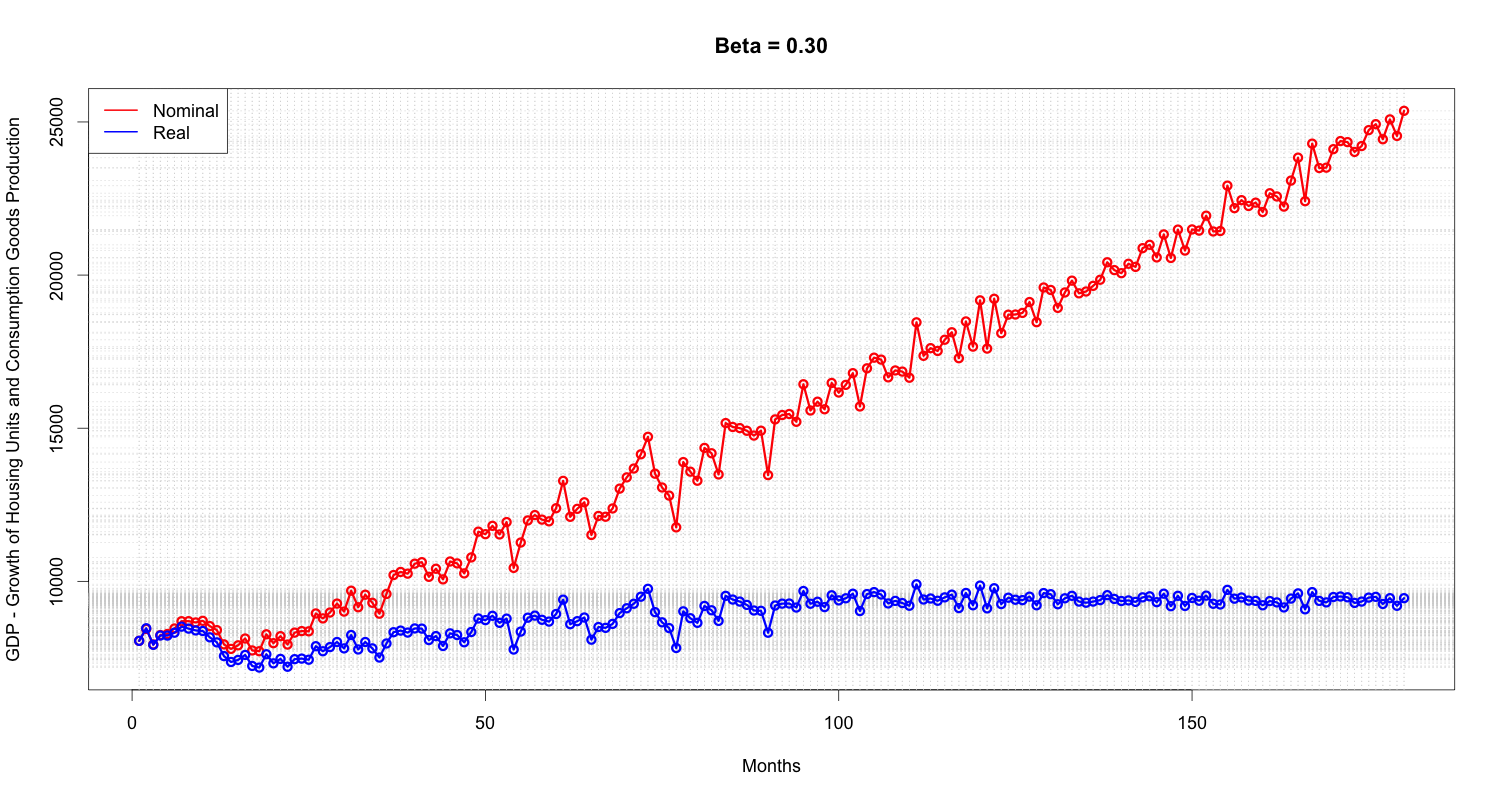 Beta = 0.30
Nominal
Real
GDP - Growth of Housing Units and Consumption Goods Production
25000
20000
15000
10000
0
50
100
150
Months